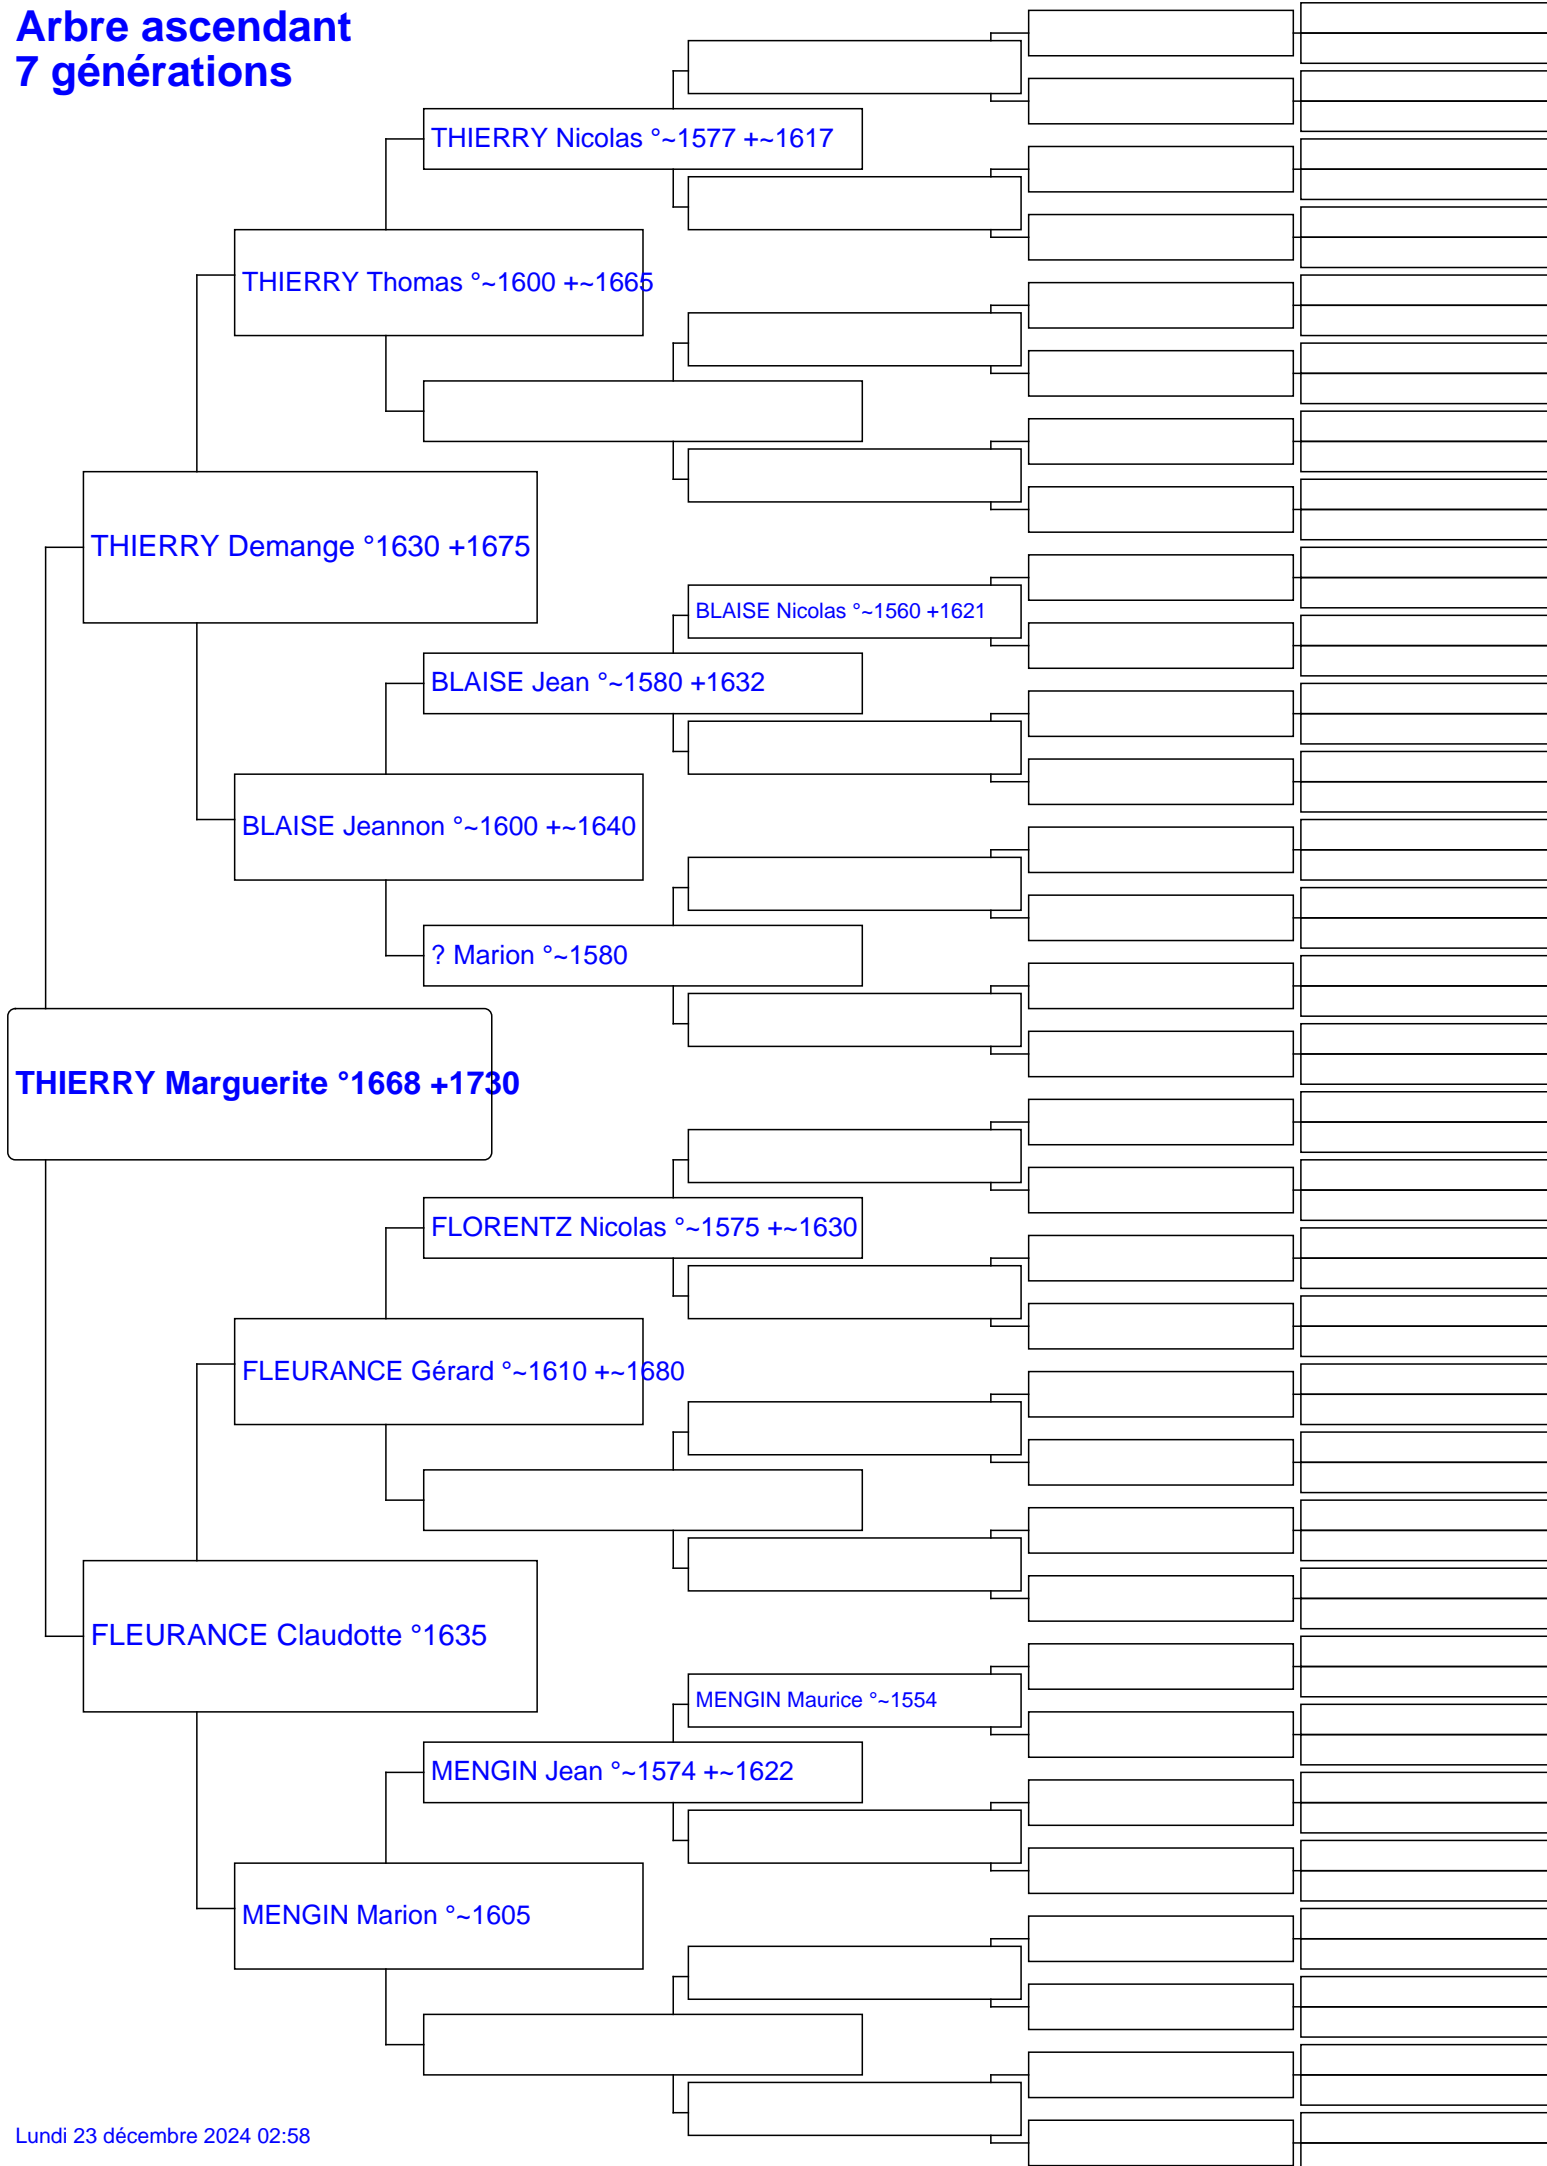 Arbre ascendant
7 générations
THIERRY Nicolas °~1577 +~1617
THIERRY Thomas °~1600 +~1665
THIERRY Demange °1630 +1675
BLAISE Nicolas °~1560 +1621
BLAISE Jean °~1580 +1632
BLAISE Jeannon °~1600 +~1640
? Marion °~1580
THIERRY Marguerite °1668 +1730
FLORENTZ Nicolas °~1575 +~1630
FLEURANCE Gérard °~1610 +~1680
FLEURANCE Claudotte °1635
MENGIN Maurice °~1554
MENGIN Jean °~1574 +~1622
MENGIN Marion °~1605
Lundi 23 décembre 2024 02:58